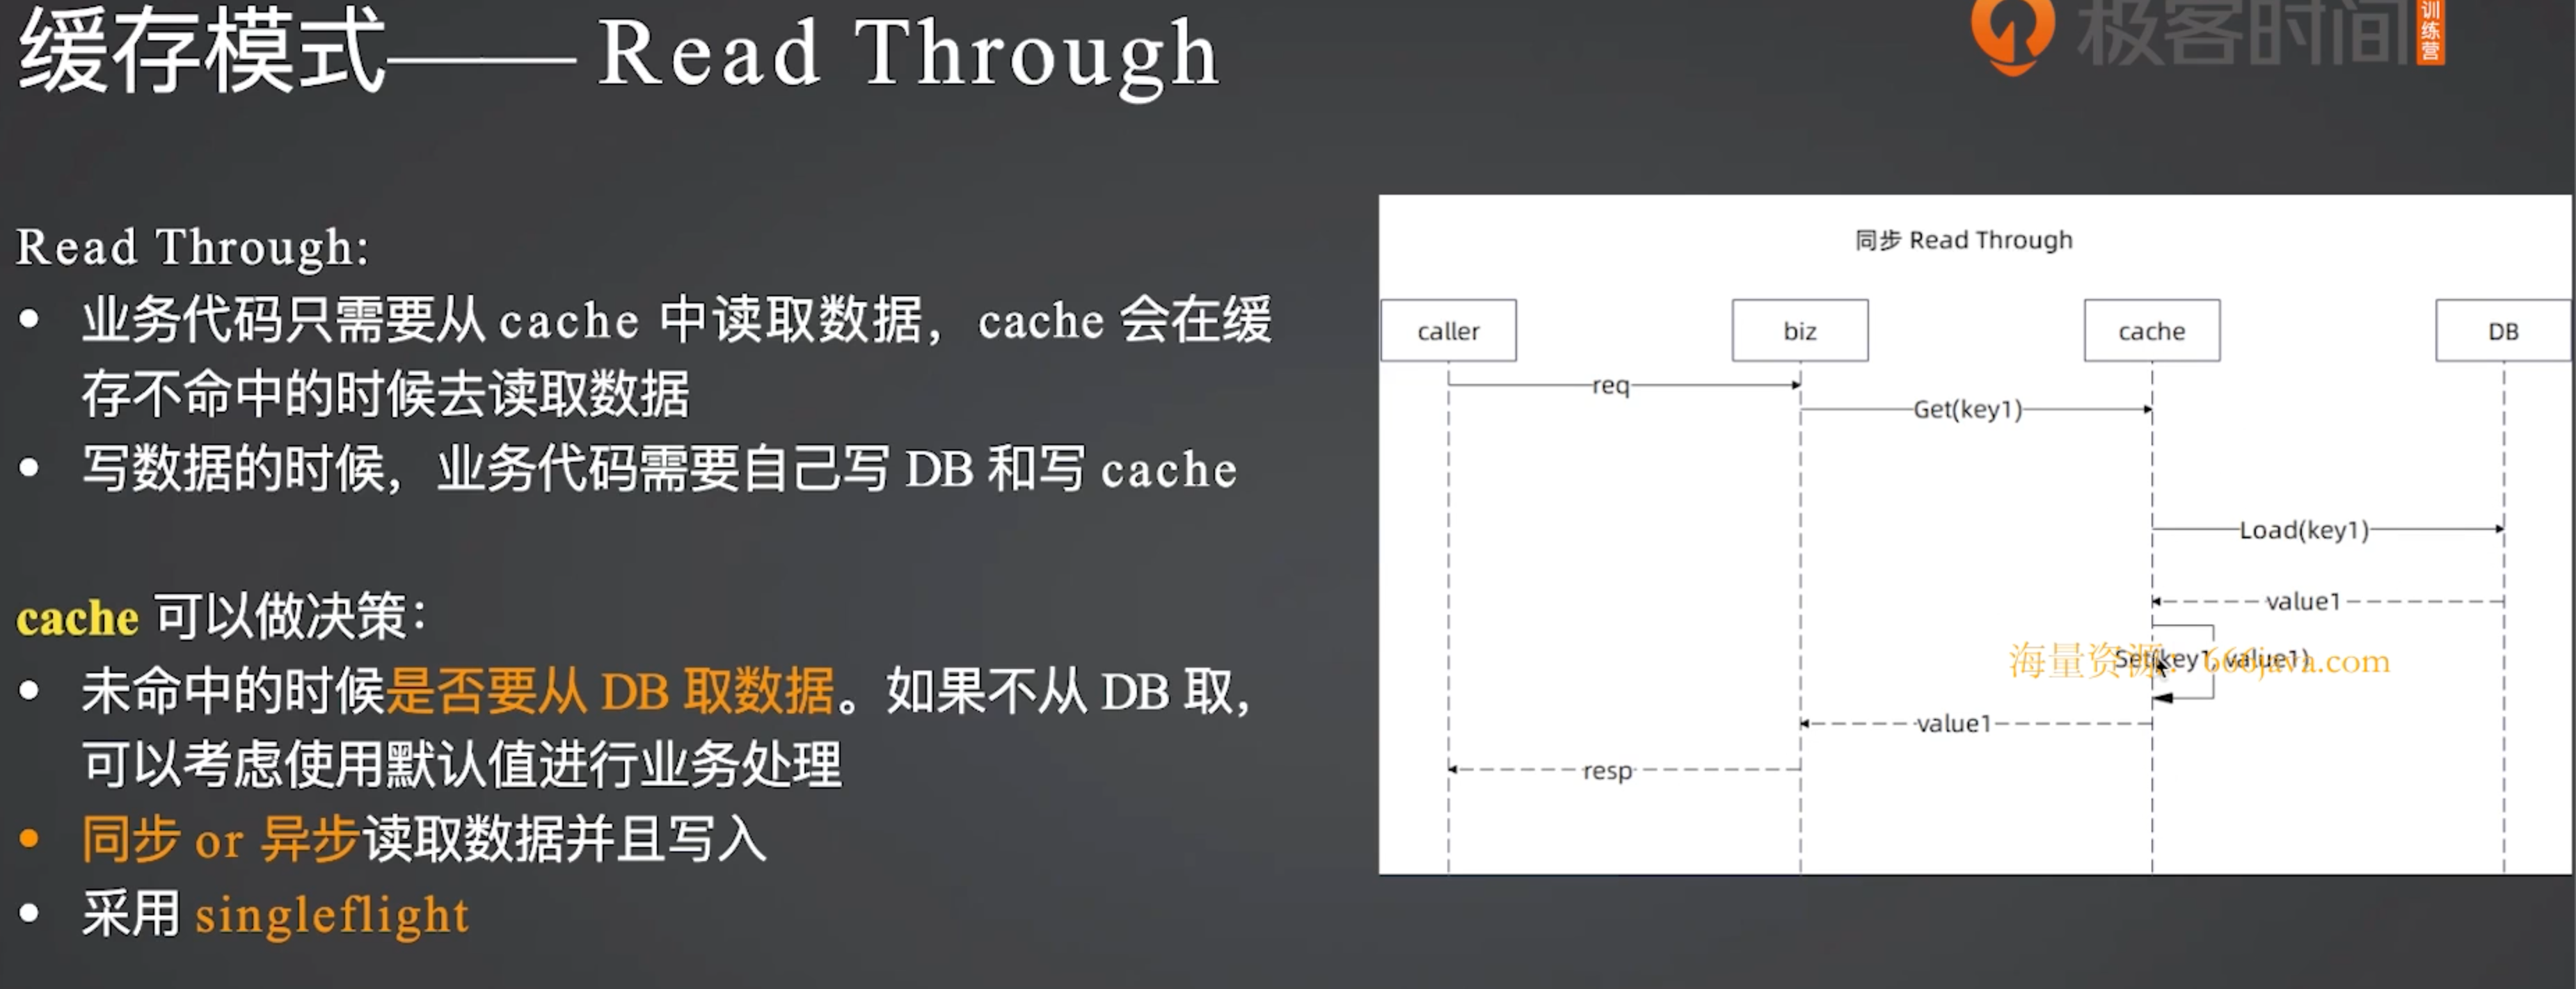 缓存模式—— Read Through
极客时间
训练营
Read Through:
• 业务代码只需要从 cache 中读取数据，cache 会在缓
存不命中的时候去读取数据
• 写数据的时候，业务代码需要自己写 DB 和写 cache
cache 可以做决策：
• 未命中的时候是否要从 DB 取数据。如果不从 DB 取，
可以考虑使用默认值进行业务处理
• 同步 or 异步读取数据并且写入
• 采用 singleflight
同步 Read Through
caller
biz
cache
DB
req
Get(key1)
Load(key1)
value1
Set(key1, value1)
海量资源：666java.com
value1
resp